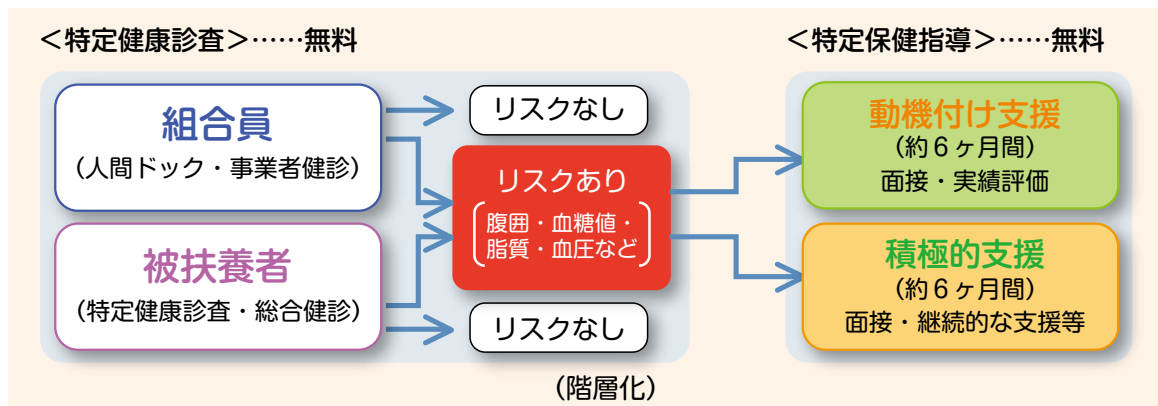 ＜特定健康診査＞……無料
組合員
(人間ドック・事業者健診)
被扶養者
(特定健康診査・総合健診)
リスクなし
リスクあり
腹囲・血糖値・
脂質・血圧など
リスクなし
(階層化)
＜特定保健指導＞……無料
動機付け支援
(約6ヶ月間)
面接・実績評価
積極的支援
(約6ヶ月間)
面接・継続的な支援等